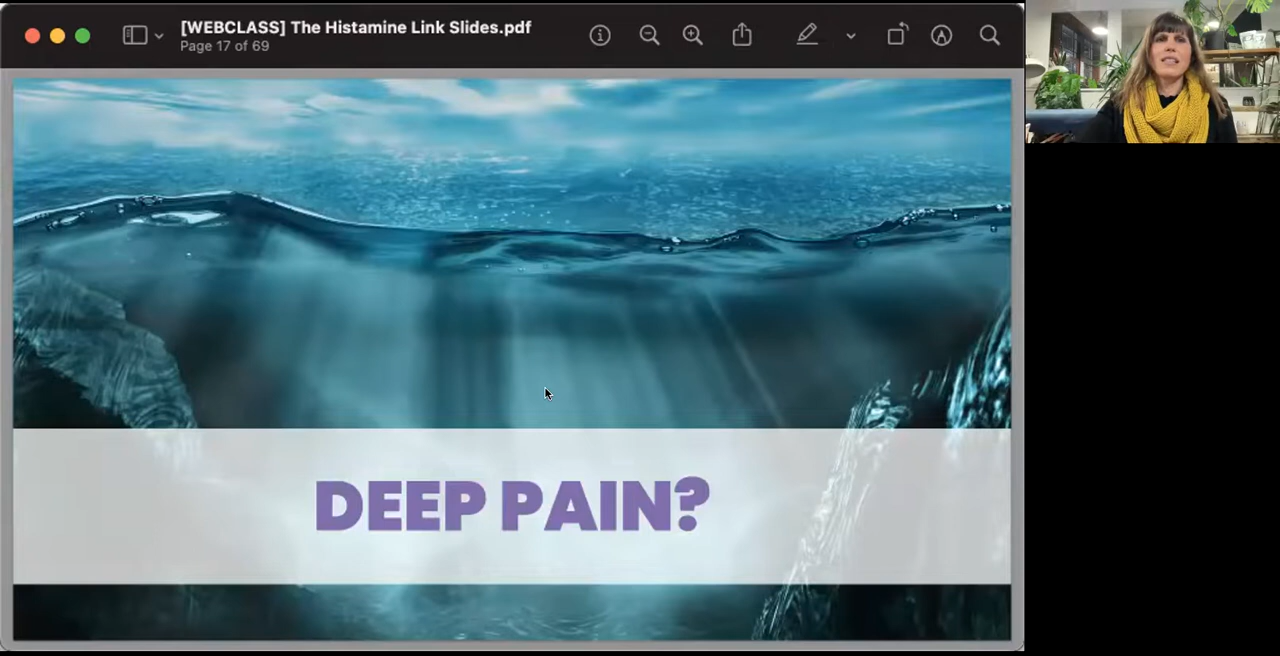 [WEBCLASS] The Histamine Link Slides.pdf
Page 17 of 69
DEEP PAIN?